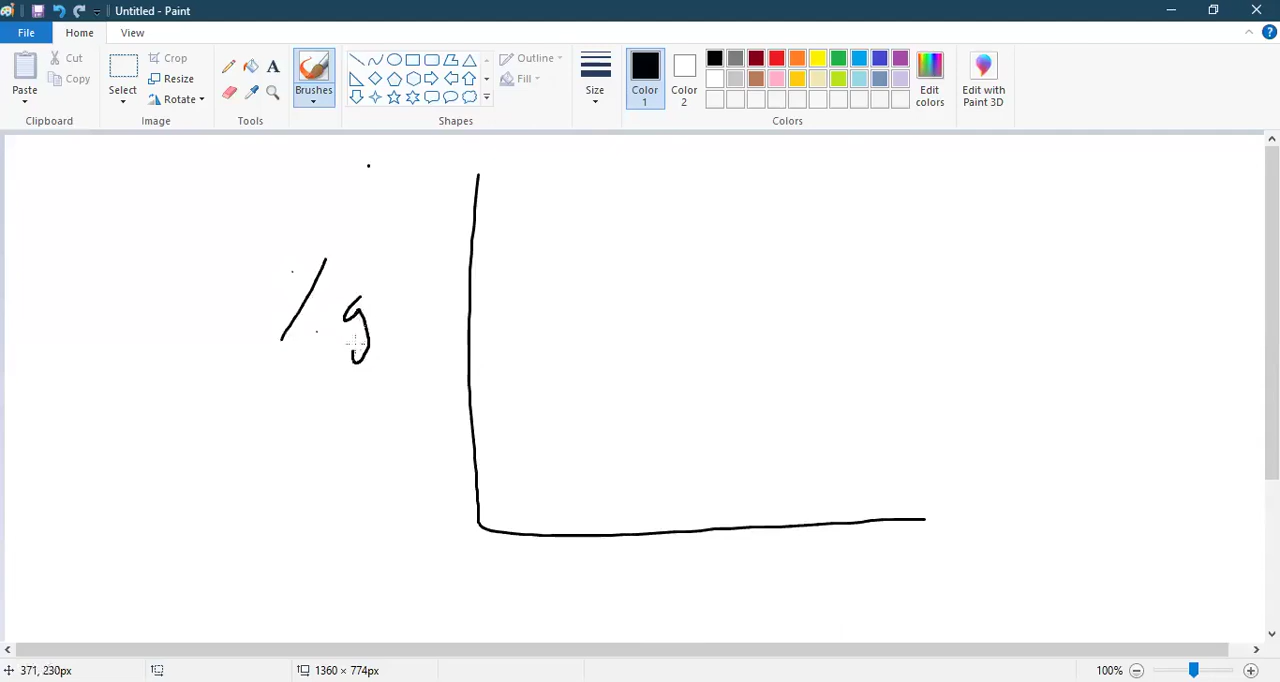 Untitled - Paint
File Home View
Paste
Cut
Copy
Clipboard
Select
Crop
Resize
Rotate
Image
A
Tools
Brushes
Outline
Fill
Shapes
Size
Color 1
Color 2
Edit colors
Colors
Edit with Paint 3D
% g
371, 230px
1360 × 774px
100%